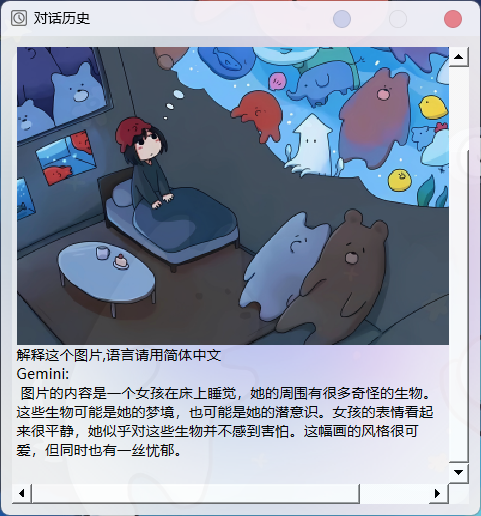 对话历史
解释这个图片,语言请用简体中文
Gemini:
图片的内容是一个女孩在床上睡觉，她的周围有很多奇怪的生物。
这些生物可能是她的梦境，也可能是她的潜意识。女孩的表情看起
来很平静，她似乎对这些生物并不感到害怕。这幅画的风格很可
爱，但同时也有一丝忧郁。